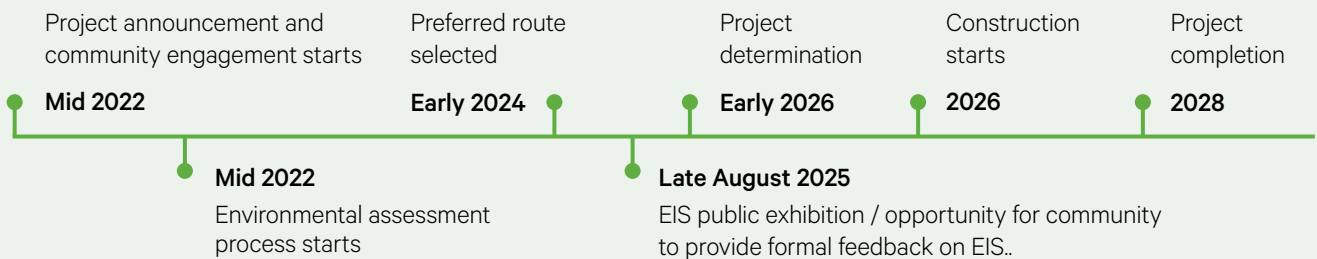 Project announcement and
community engagement starts
Mid 2022
Preferred route
selected
Early 2024
Project
determination
Early 2026
Construction
starts
2026
Project
completion
2028
Mid 2022
Environmental assessment
process starts
Late August 2025
EIS public exhibition / opportunity for community
to provide formal feedback on EIS..